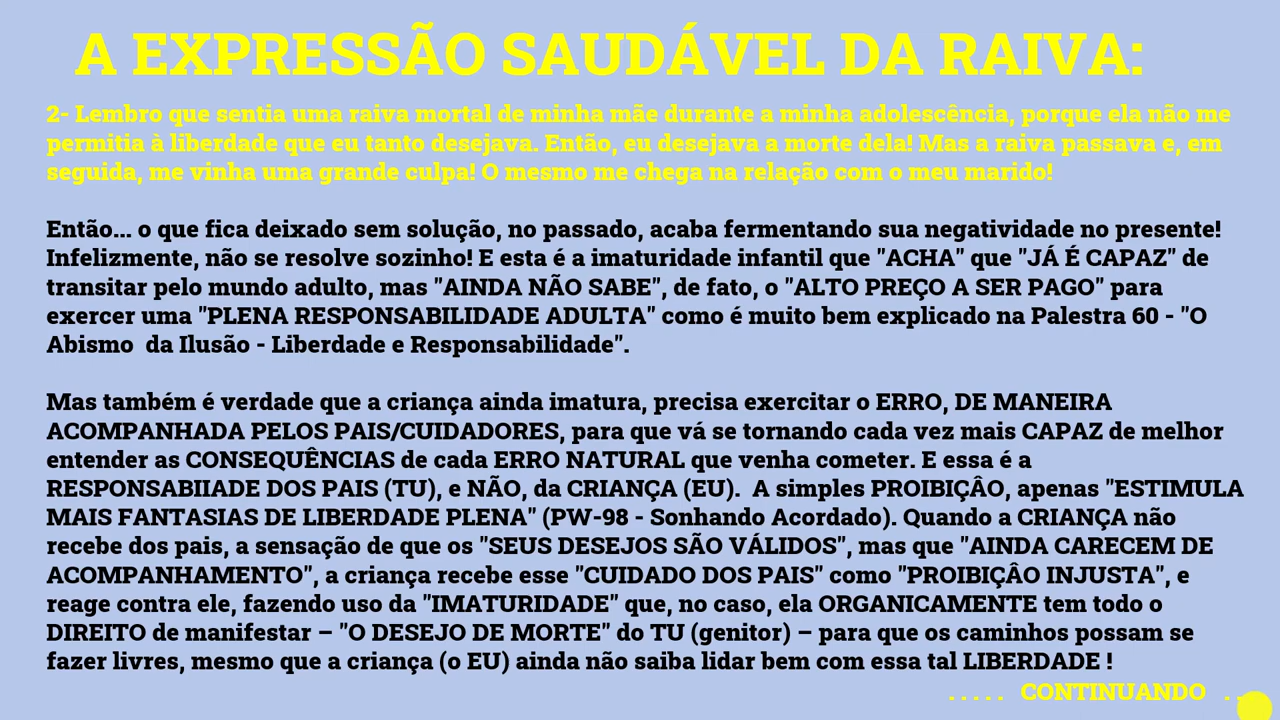 A EXPRESSÃO SAUDÁVEL DA RAIVA:
2- Lembro que sentia uma raiva mortal de minha mãe durante a minha adolescência, porque ela não me
permitia à liberdade que eu tanto desejava. Então, eu desejava a morte dela! Mas a raiva passava e, em
seguida, me vinha uma grande culpa! O mesmo me chega na relação com o meu marido!
Então... o que fica deixado sem solução, no passado, acaba fermentando sua negatividade no presente!
Infelizmente, não se resolve sozinho! E esta é a imaturidade infantil que "ACHA" que "JÁ É CAPAZ" de
transitar pelo mundo adulto, mas "AINDA NÃO SABE", de fato, o "ALTO PREÇO A SER PAGO" para
exercer uma "PLENA RESPONSABILIDADE ADULTA" como é muito bem explicado na Palestra 60 - "O
Abismo  da Ilusão - Liberdade e Responsabilidade".
Mas também é verdade que a criança ainda imatura, precisa exercitar o ERRO, DE MANEIRA
ACOMPANHADA PELOS PAIS/CUIDADORES, para que vá se tornando cada vez mais CAPAZ de melhor
entender as CONSEQUÊNCIAS de cada ERRO NATURAL que venha cometer. E essa é a
RESPONSABIIADE DOS PAIS (TU), e NÃO, da CRIANÇA (EU).  A simples PROIBIÇÂO, apenas "ESTIMULA
MAIS FANTASIAS DE LIBERDADE PLENA" (PW-98 - Sonhando Acordado). Quando a CRIANÇA não
recebe dos pais, a sensação de que os "SEUS DESEJOS SÃO VÁLIDOS", mas que "AINDA CARECEM DE
ACOMPANHAMENTO", a criança recebe esse "CUIDADO DOS PAIS" como "PROIBIÇÂO INJUSTA", e
reage contra ele, fazendo uso da "IMATURIDADE" que, no caso, ela ORGANICAMENTE tem todo o
DIREITO de manifestar – "O DESEJO DE MORTE" do TU (genitor) – para que os caminhos possam se
fazer livres, mesmo que a criança (o EU) ainda não saiba lidar bem com essa tal LIBERDADE !
. . . . .  CONTINUANDO  . .